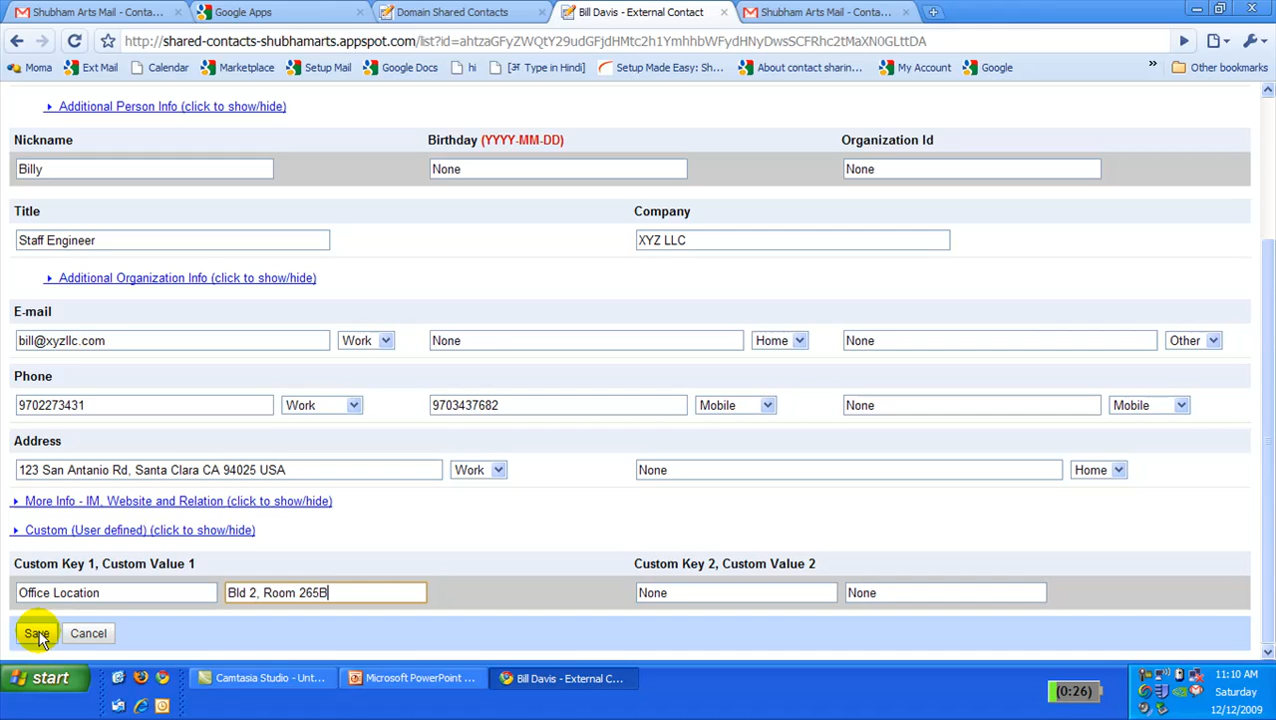 Shubham Arts Mail - Conta... Google Apps Domain Shared Contacts Bill Davis - External Contact Shubham Arts Mail - Conta...
http://shared-contacts-shubhamarts.appspot.com/list?id=ahtzaGFyZWQtY29udGFjdHMtc2h1YmhhbWFydHNyDwsSCFRhc2tMaXN0GLttDA
Moma Ext Mail Calendar Marketplace Setup Mail Google Docs hi [ Type in Hindi] Setup Made Easy: Sh... About contact sharin... My Account Google » Other bookmarks
Additional Person Info (click to show/hide)
Nickname Birthday (YYYY-MM-DD) Organization Id
Billy None None
Title Company
Staff Engineer XYZ LLC
Additional Organization Info (click to show/hide)
E-mail
bill@xyzllc.com Work None Home None Other
Phone
9702273431 Work 9703437682 Mobile None Mobile
Address
123 San Antanio Rd, Santa Clara CA 94025 USA Work None Home
More Info - IM, Website and Relation (click to show/hide)
Custom (User defined) (click to show/hide)
Custom Key 1, Custom Value 1 Custom Key 2, Custom Value 2
Office Location Bld 2, Room 265B None None
Save Cancel
start Camtasia Studio - Unt... Microsoft PowerPoint ... Bill Davis - External C... (0:26) 11:10 AM
Saturday
12/12/2009